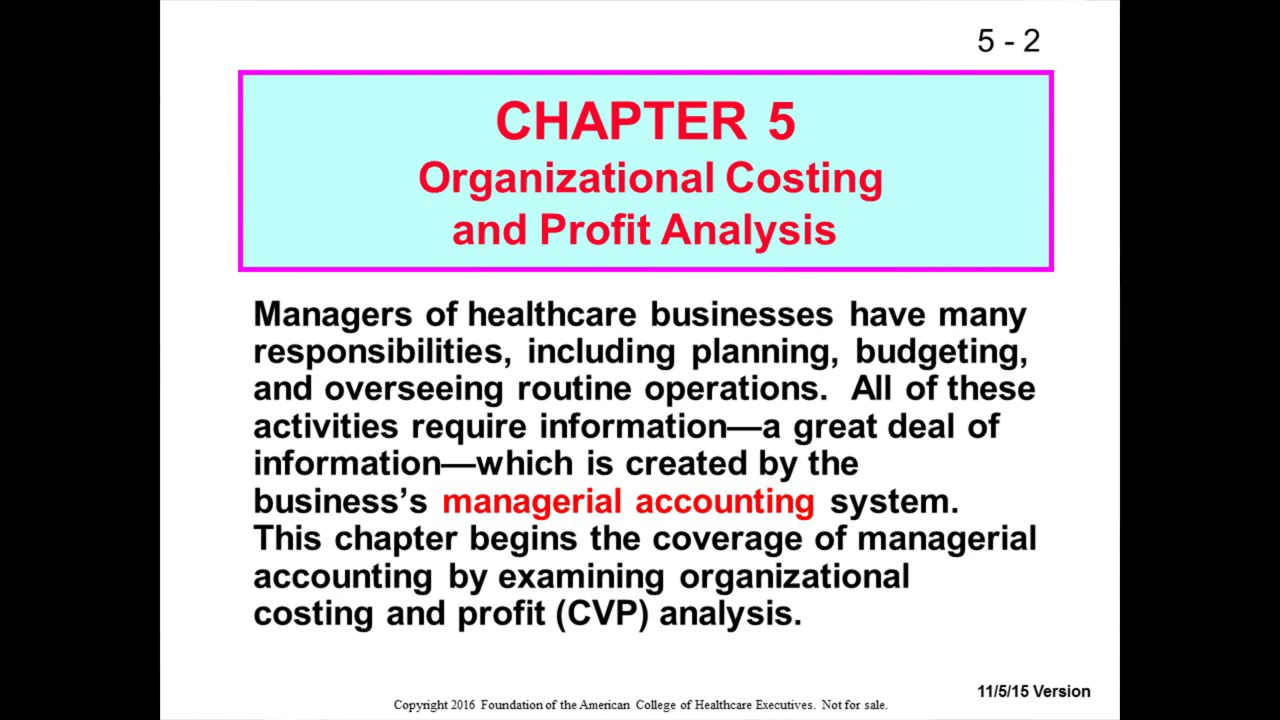 5 - 2
CHAPTER 5
Organizational Costing
and Profit Analysis
Managers of healthcare businesses have many
responsibilities, including planning, budgeting,
and overseeing routine operations.  All of these
activities require information—a great deal of
information—which is created by the
business’s managerial accounting system.
This chapter begins the coverage of managerial
accounting by examining organizational
costing and profit (CVP) analysis.
11/5/15 Version
Copyright 2016 Foundation of the American College of Healthcare Executives.  Not for sale.